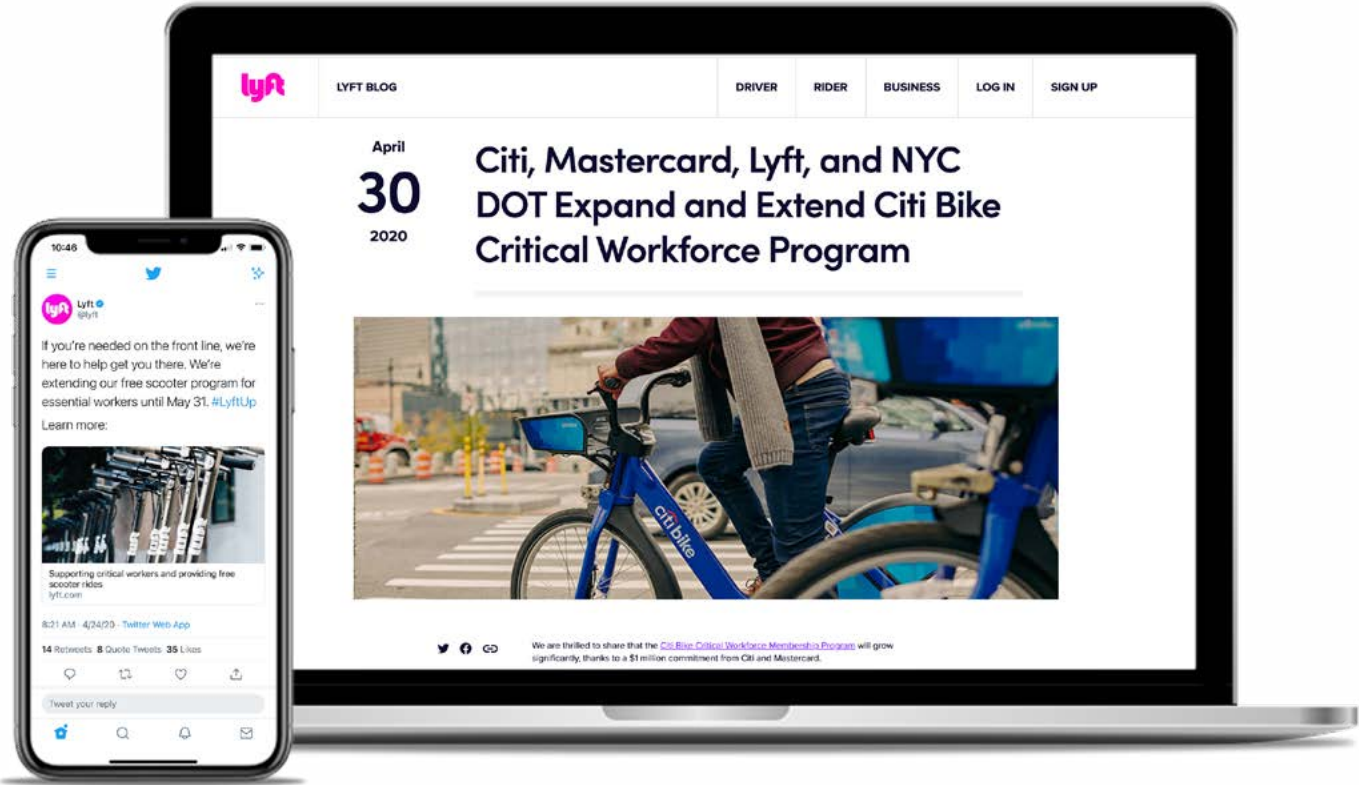 lyft
LYFT BLOG
DRIVER
RIDER
BUSINESS
LOG IN
SIGN UP
April
30
2020
Citi, Mastercard, Lyft, and NYC
DOT Expand and Extend Citi Bike
Critical Workforce Program
citi bike
We are thrilled to share that the Citi Bike Critical Workforce Membership Program will grow
significantly, thanks to a $1 million commitment from Citi and Mastercard.
10:46
lyft
Lyft
@lyft
If you're needed on the front line, we're
here to help get you there. We're
extending our free scooter program for
essential workers until May 31. #LyftUp
Learn more:
Supporting critical workers and providing free
scooter rides
lyft.com
8:21 AM · 4/24/20 · Twitter Web App
14 Retweets 8 Quote Tweets 35 Likes
Tweet your reply